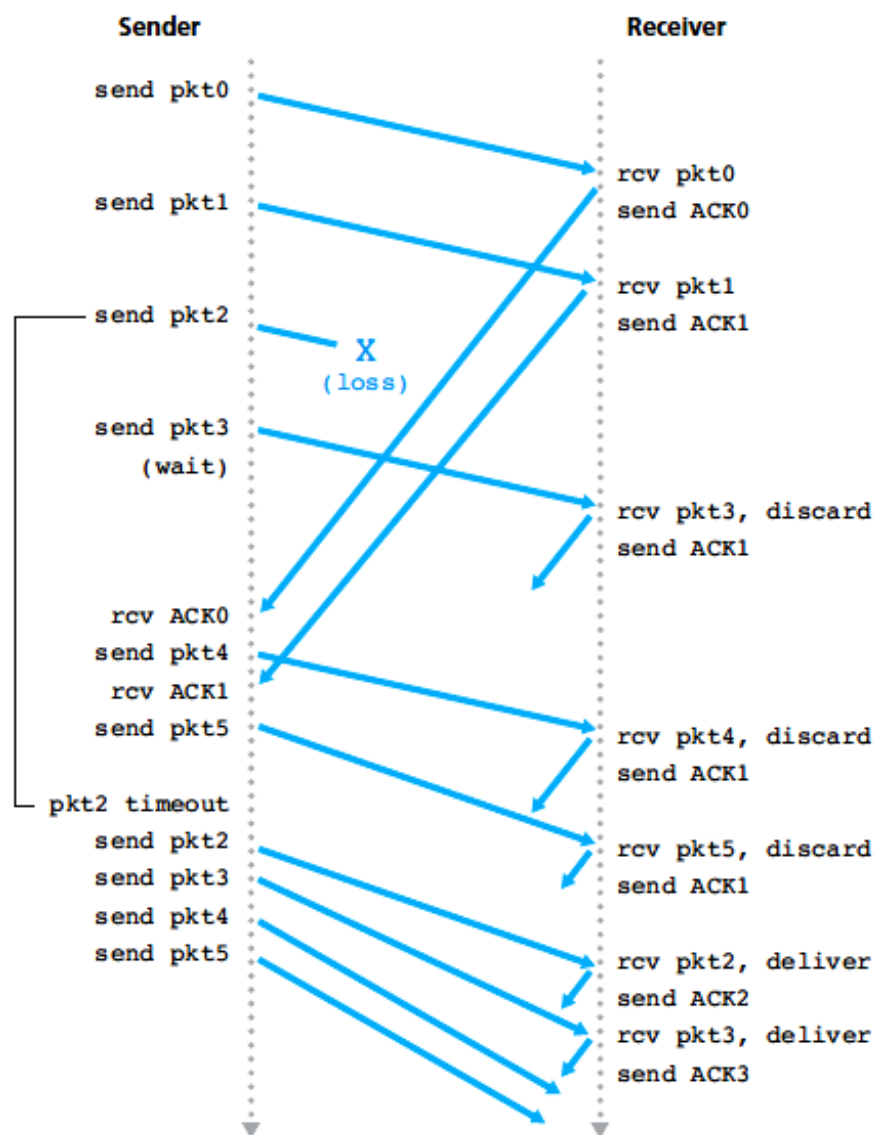 Sender
Receiver
send pkt0
rcv pkt0
send ACK0
send pkt1
rcv pkt1
send ACK1
send pkt2
X
(loss)
send pkt3
(wait)
rcv pkt3, discard
send ACK1
rcv ACK0
send pkt4
rcv ACK1
send pkt5
rcv pkt4, discard
send ACK1
pkt2 timeout
send pkt2
send pkt3
send pkt4
send pkt5
rcv pkt5, discard
send ACK1
rcv pkt2, deliver
send ACK2
rcv pkt3, deliver
send ACK3